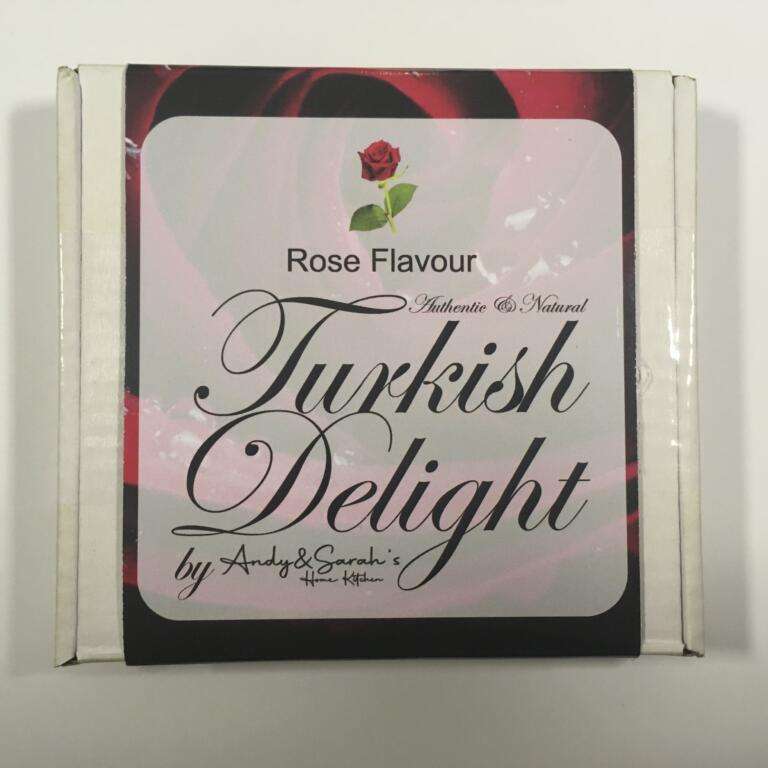 Rose Flavour
Authentic & Natural
Turkish
Delight
by Andy&Sarah's
Home Kitchen